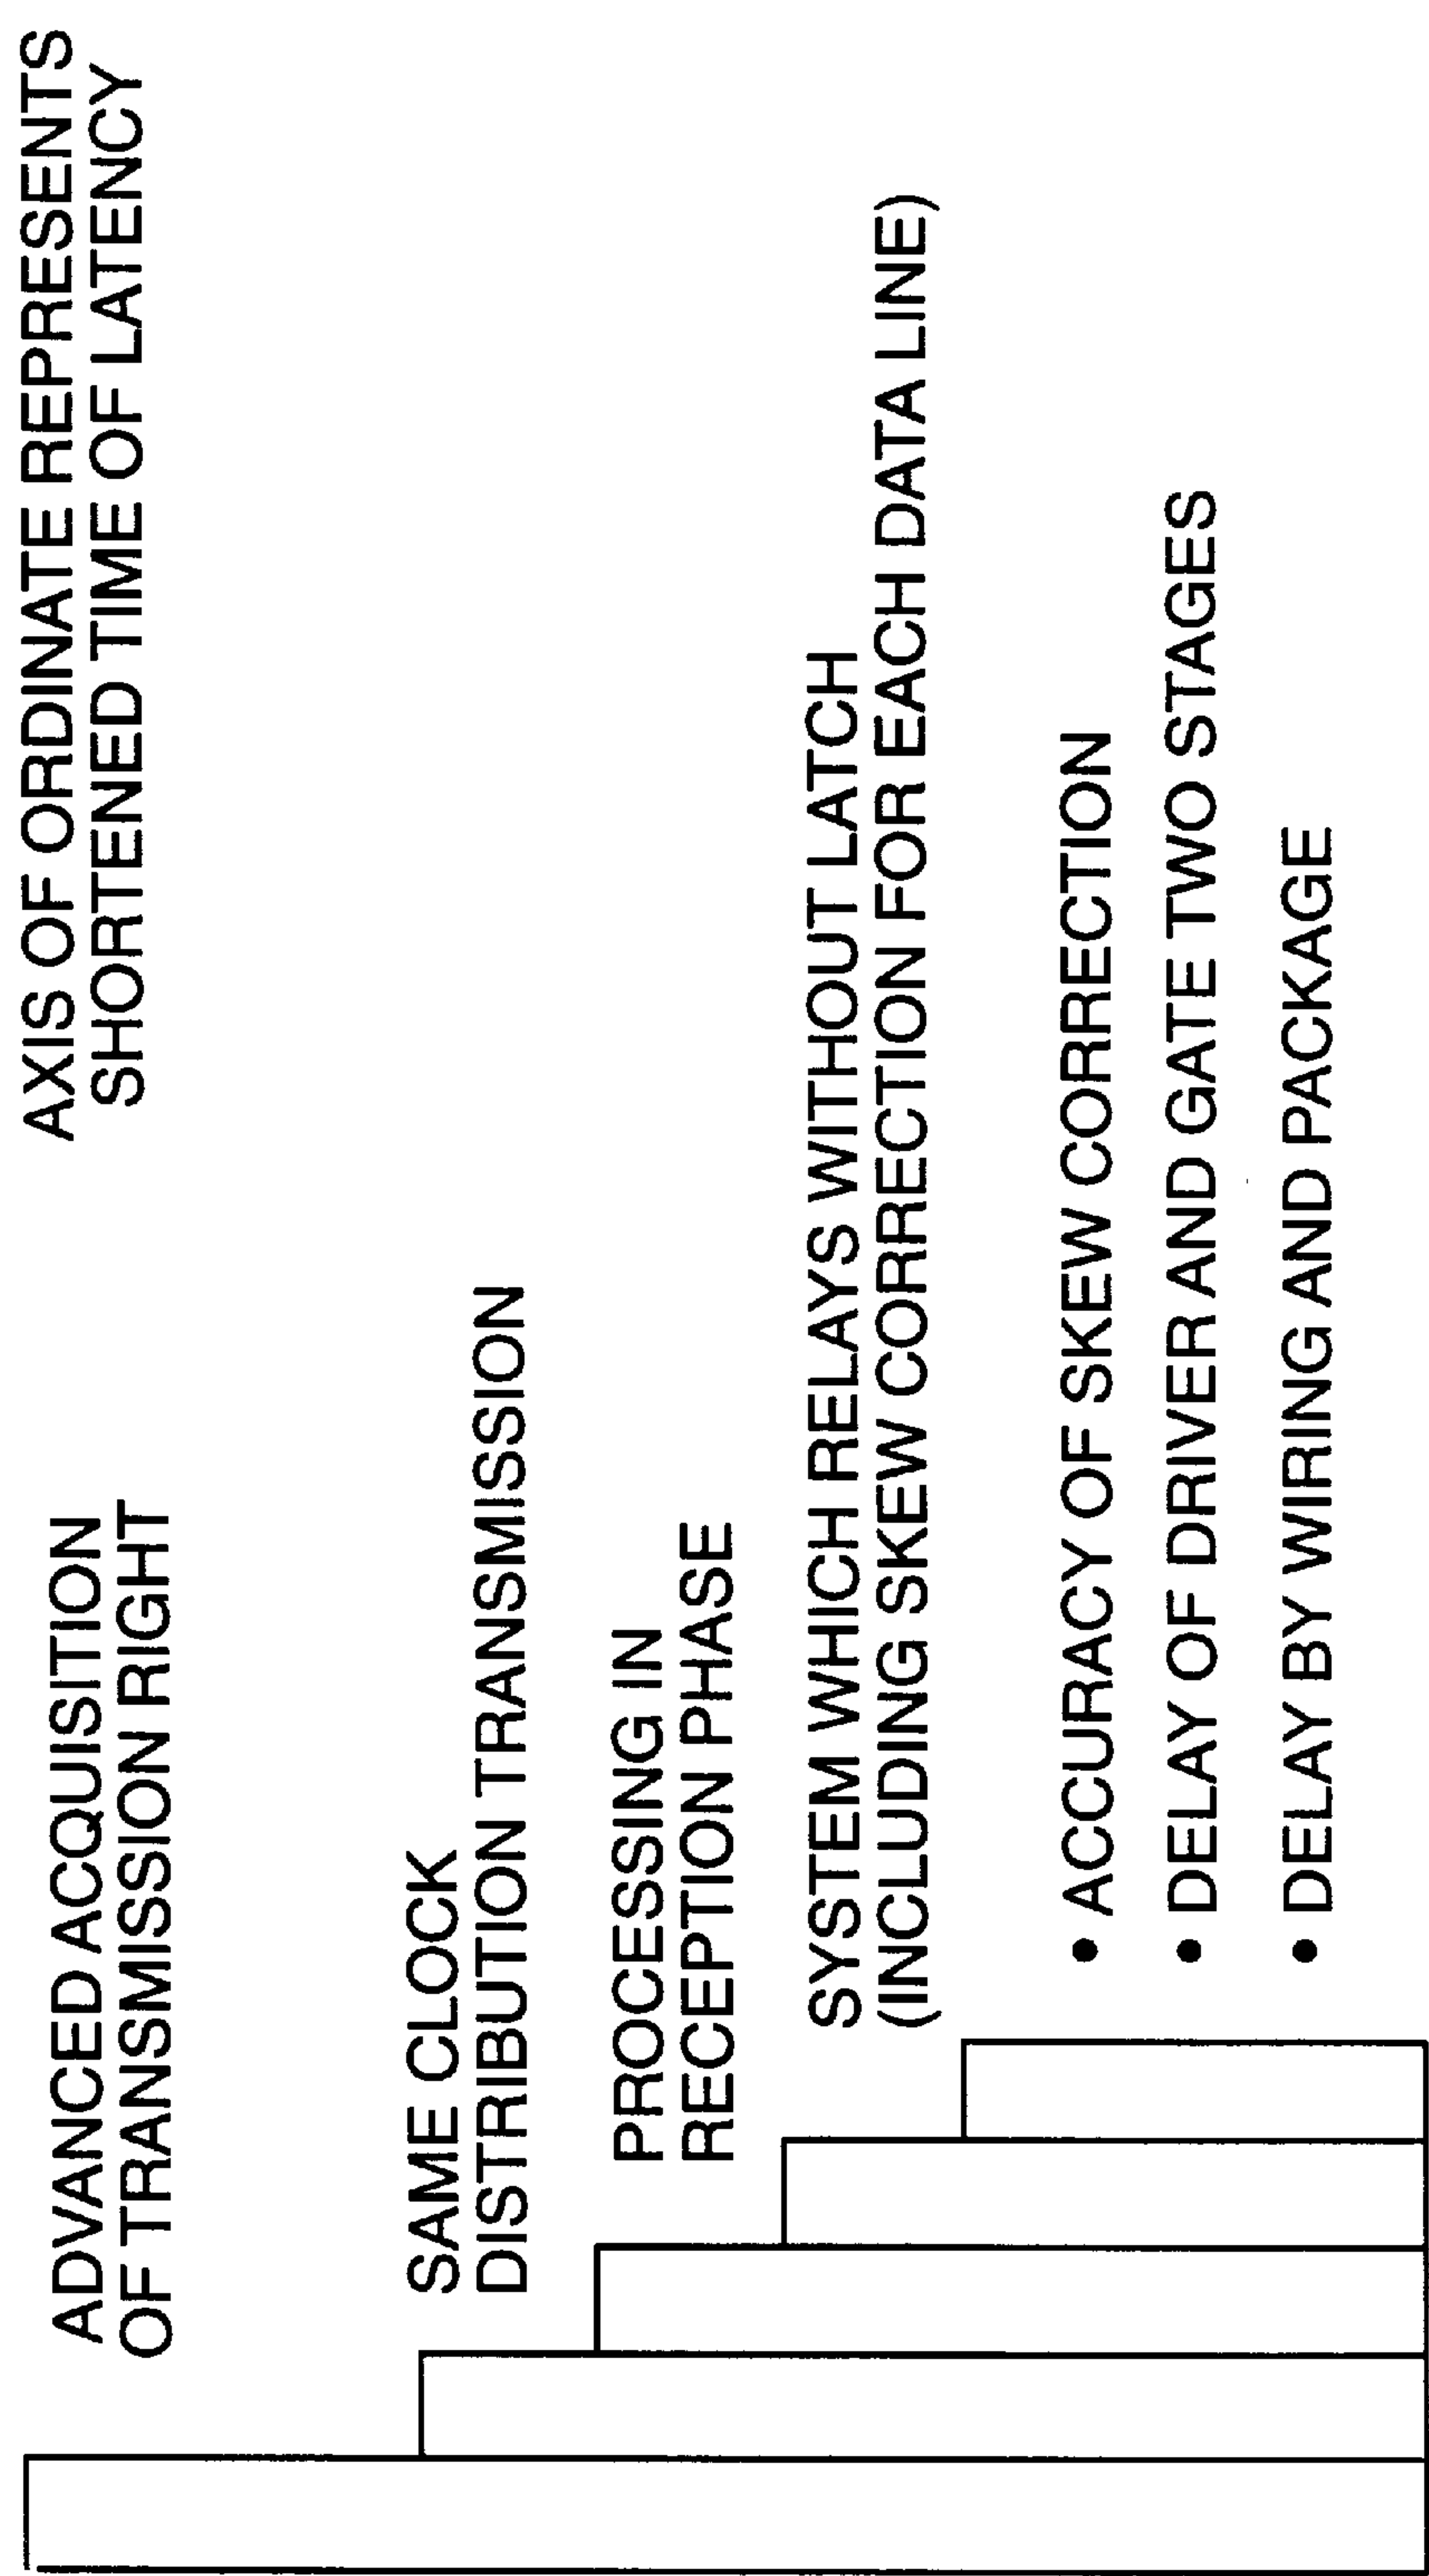 ADVANCED ACQUISITION
OF TRANSMISSION RIGHT
AXIS OF ORDINATE REPRESENTS
SHORTENED TIME OF LATENCY
SAME CLOCK
DISTRIBUTION TRANSMISSION
PROCESSING IN
RECEPTION PHASE
SYSTEM WHICH RELAYS WITHOUT LATCH
(INCLUDING SKEW CORRECTION FOR EACH DATA LINE)
• ACCURACY OF SKEW CORRECTION
• DELAY OF DRIVER AND GATE TWO STAGES
• DELAY BY WIRING AND PACKAGE